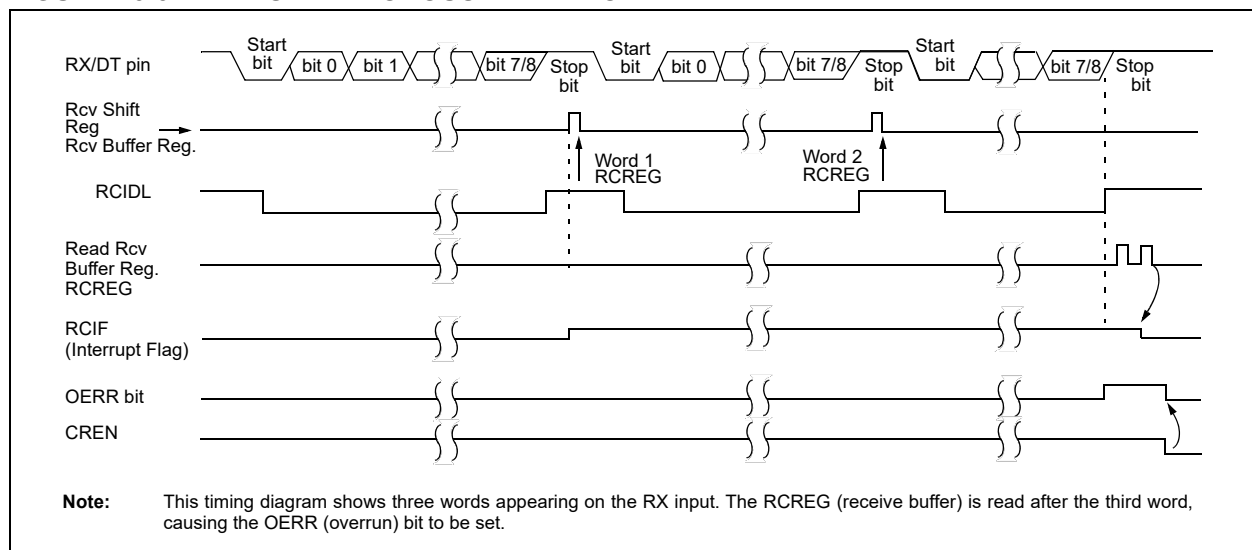 RX/DT pin
Start
bit
bit 0
bit 1
bit 7/8
Stop
bit
Start
bit
bit 0
bit 7/8
Stop
bit
Start
bit
bit 7/8
Stop
bit
Rcv Shift
Reg
Rcv Buffer Reg.
Word 1
RCREG
Word 2
RCREG
RCIDL
Read Rcv
Buffer Reg.
RCREG
RCIF
(Interrupt Flag)
OERR bit
CREN
Note: This timing diagram shows three words appearing on the RX input. The RCREG (receive buffer) is read after the third word,
causing the OERR (overrun) bit to be set.